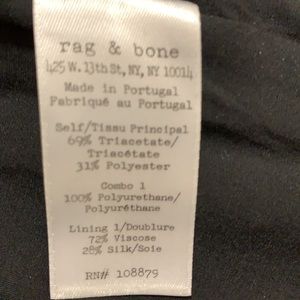 rag & bone
425 W. 13th St, NY, NY 10014
Made in Portugal
Fabriqué au Portugal
Self/Tissu Principal
69% Triacetate/
Triacétate
31% Polyester
Combo 1
100% Polyurethane/
Polyuréthane
Lining 1/Doublure
72% Viscose
28% Silk/Soie
RN# 108879